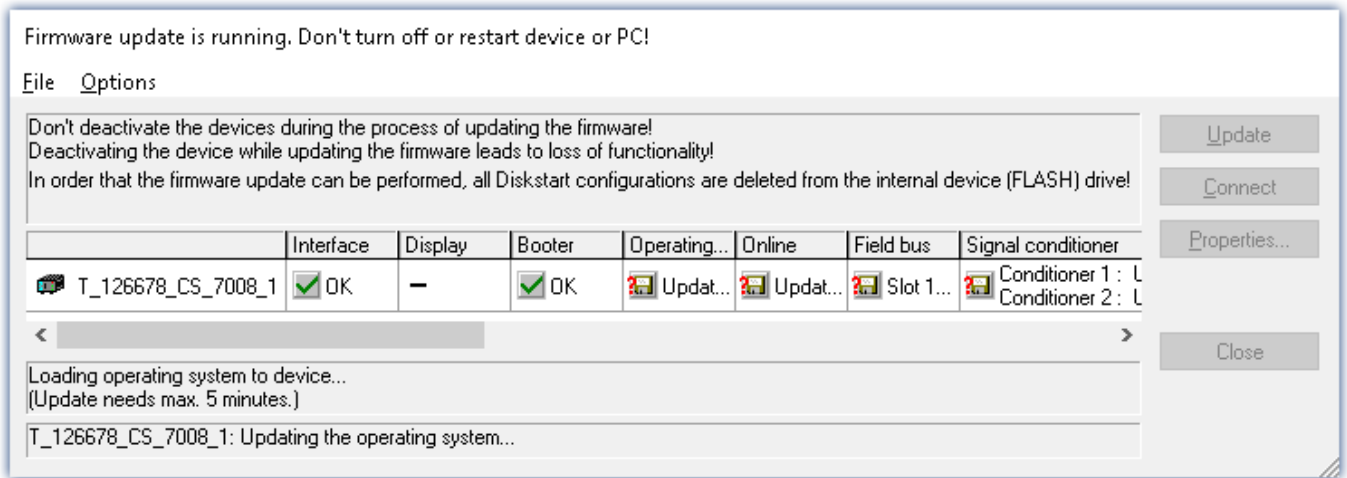 Firmware update is running. Don't turn off or restart device or PC!
File Options
Don't deactivate the devices during the process of updating the firmware!
Deactivating the device while updating the firmware leads to loss of functionality!
In order that the firmware update can be performed, all Diskstart configurations are deleted from the internal device (FLASH) drive!
Update
Connect
Properties...
Interface Display Booter Operating... Online Field bus Signal conditioner
T_126678_CS_7008_1 OK – OK Updat... Updat... Slot 1... Conditioner 1 : U
Conditioner 2 : U
Close
Loading operating system to device...
(Update needs max. 5 minutes.)
T_126678_CS_7008_1: Updating the operating system...